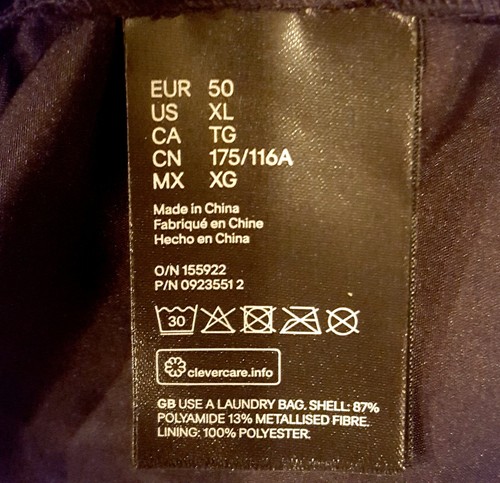 EUR 50
US XL
CA TG
CN 175/116A
MX XG
Made in China
Fabriqué en Chine
Hecho en China
O/N 155922
P/N 0923551 2
30
clevercare.info
GB USE A LAUNDRY BAG. SHELL: 87%
POLYAMIDE 13% METALLISED FIBRE.
LINING: 100% POLYESTER.